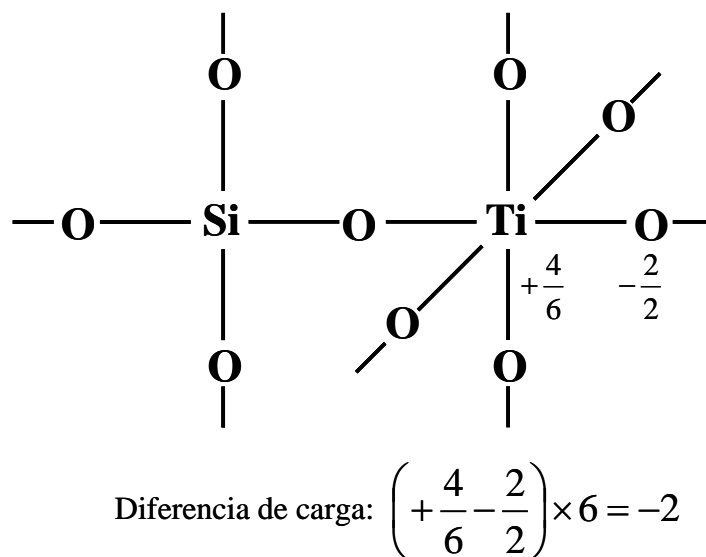 O O
O
O Si O Ti O
+4/6 −2/2
O
O O
Diferencia de carga: (+4/6 − 2/2) × 6 = −2